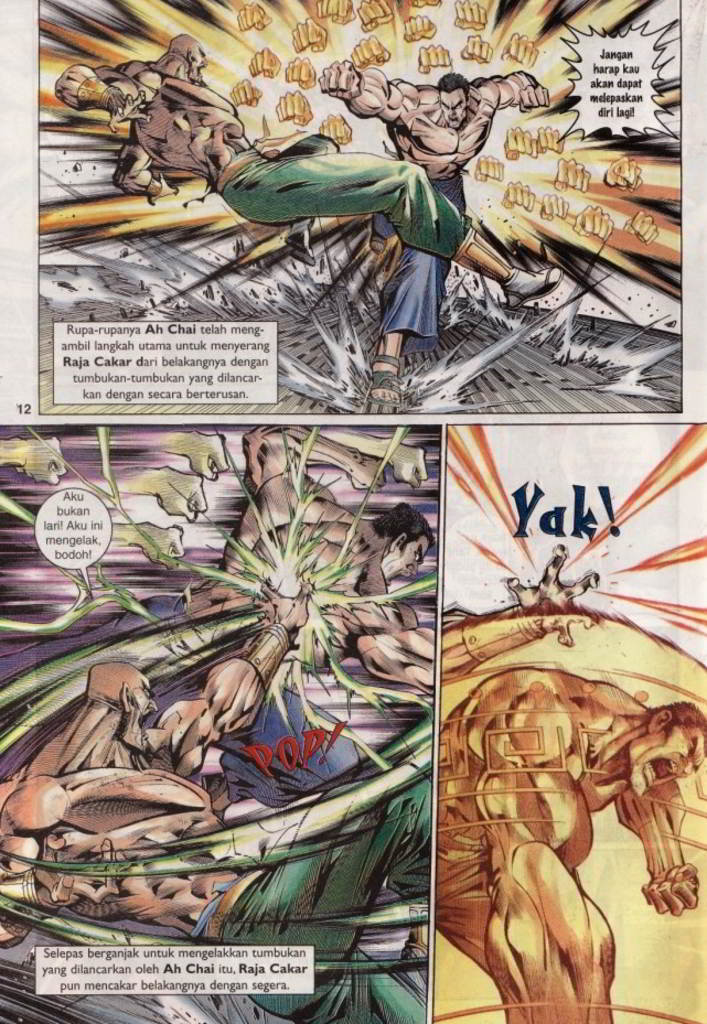 Jangan
harap kau
akan dapat
melepaskan
diri lagi!
Rupa-rupanya Ah Chai telah meng-
ambil langkah utama untuk menyerang
Raja Cakar dari belakangnya dengan
tumbukan-tumbukan yang dilancar-
kan dengan secara berterusan.
12
Aku
bukan
lari! Aku ini
mengelak,
bodoh!
POP!
Selepas berganjak untuk mengelakkan tumbukan
yang dilancarkan oleh Ah Chai itu, Raja Cakar
pun mencakar belakangnya dengan segera.
Yak!